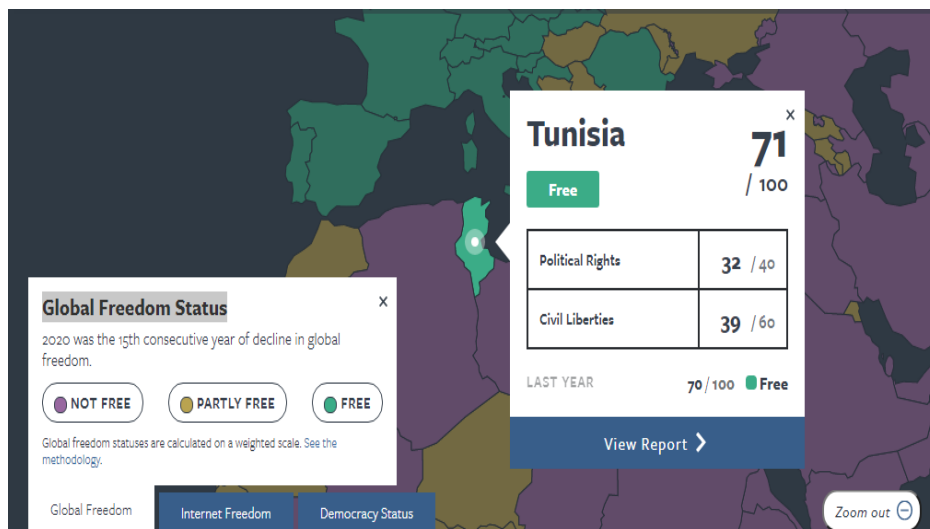 Tunisia
×
71
/ 100
Free
Political Rights 32 / 40
Civil Liberties 39 / 60
LAST YEAR 70 / 100 Free
View Report ❯
Global Freedom Status ×
2020 was the 15th consecutive year of decline in global
freedom.
NOT FREE PARTLY FREE FREE
Global freedom statuses are calculated on a weighted scale. See the
methodology.
Global Freedom Internet Freedom Democracy Status
Zoom out